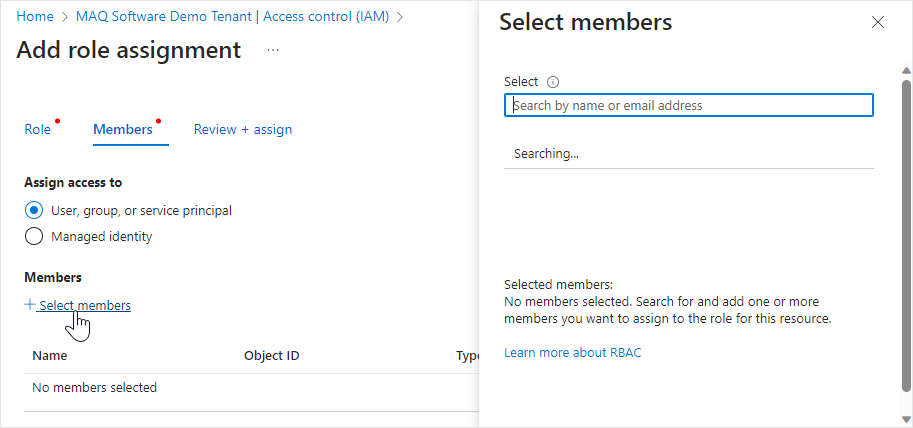 Home > MAQ Software Demo Tenant | Access control (IAM) >
Add role assignment ...
Role
Members
Review + assign
Assign access to
User, group, or service principal
Managed identity
Members
+ Select members
Name Object ID Type
No members selected
Select members
Select
Search by name or email address
Searching...
Selected members:
No members selected. Search for and add one or more
members you want to assign to the role for this resource.
Learn more about RBAC